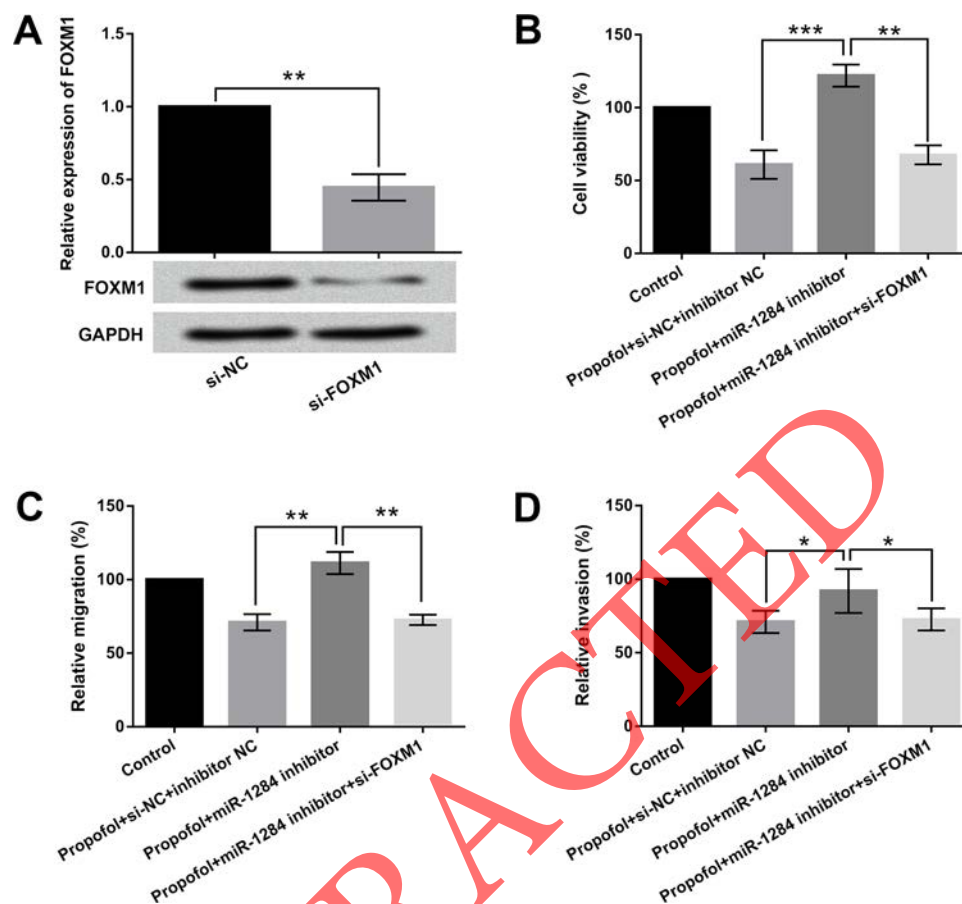 A
Relative expression of FOXM1
1.5
1.0
0.5
0.0
**
FOXM1
GAPDH
si-NC
si-FOXM1
B
Cell viability (% )
150
100
50
0
***
**
Control
Propofol+si-NC+inhibitor NC
Propofol+miR-1284 inhibitor
Propofol+miR-1284 inhibitor+si-FOXM1
C
Relative migration (%)
150
100
50
0
**
**
Control
Propofol+si-NC+inhibitor NC
Propofol+miR-1284 inhibitor
Propofol+miR-1284 inhibitor+si-FOXM1
D
Relative invasion (%)
150
100
50
0
*
*
Control
Propofol+si-NC+inhibitor NC
Propofol+miR-1284 inhibitor
Propofol+miR-1284 inhibitor+si-FOXM1
RACTED